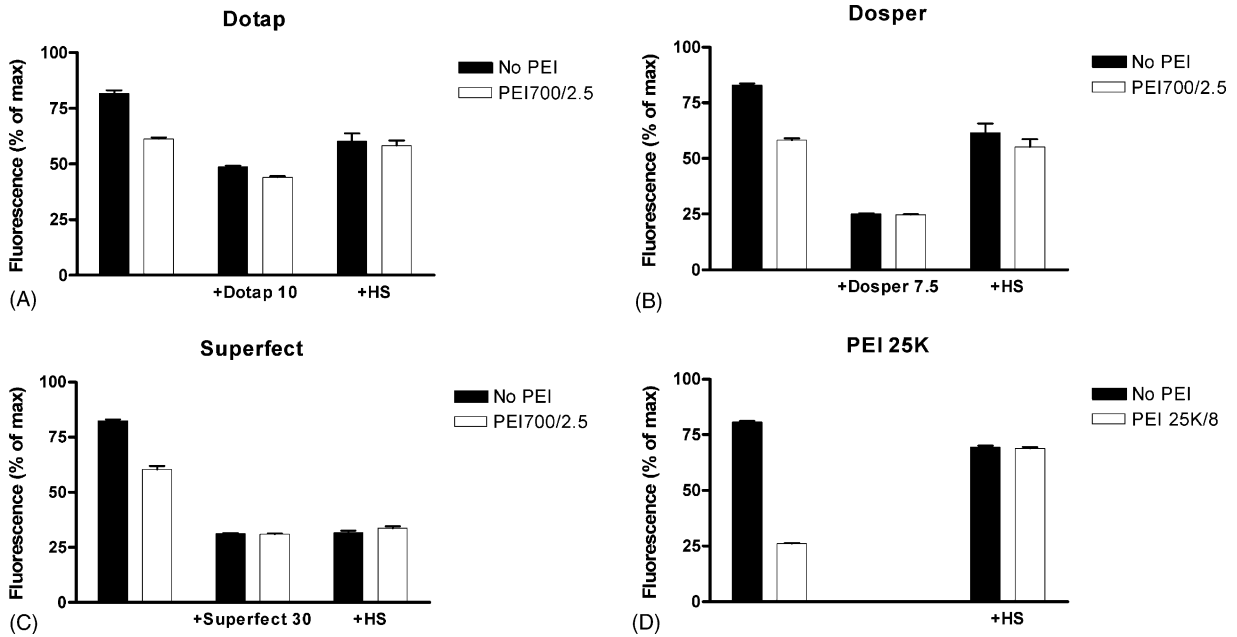 Dotap
Fluorescence (% of max)
100
75
50
25
0
No PEI
PEI700/2.5
+Dotap 10
+HS
(A)
Dosper
Fluorescence (% of max)
100
75
50
25
0
No PEI
PEI700/2.5
+Dosper 7.5
+HS
(B)
Superfect
Fluorescence (% of max)
100
75
50
25
0
No PEI
PEI700/2.5
+Superfect 30
+HS
(C)
PEI 25K
Fluorescence (% of max)
100
75
50
25
0
No PEI
PEI 25K/8
+HS
(D)